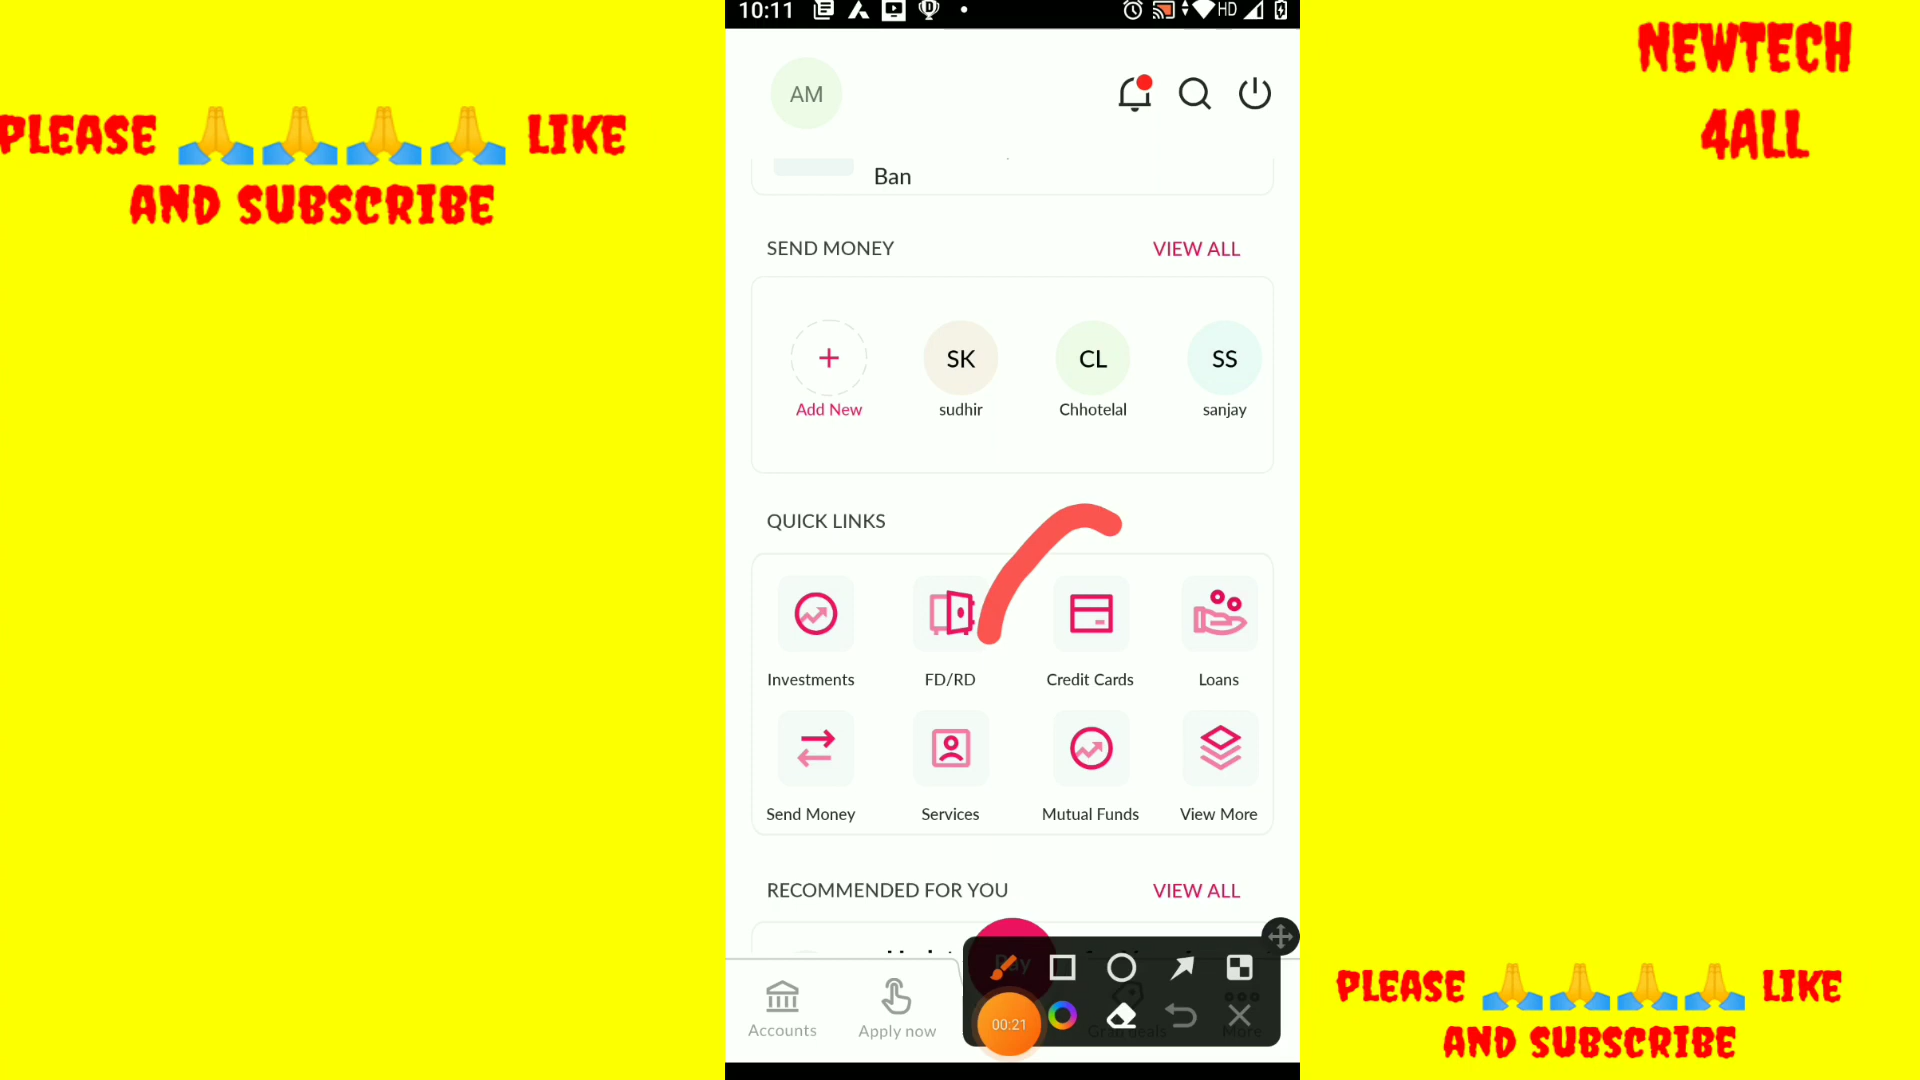 10:11
HD
NEWTECH
4ALL
PLEASE 🙏🙏🙏🙏 LIKE
AND SUBSCRIBE
AM
Ban
SEND MONEY VIEW ALL
SK CL SS
Add New sudhir Chhotelal sanjay
QUICK LINKS
Investments FD/RD Credit Cards Loans
Send Money Services Mutual Funds View More
RECOMMENDED FOR YOU VIEW ALL
Pay
00:21
Accounts Apply now More
PLEASE 🙏🙏🙏🙏 LIKE
AND SUBSCRIBE